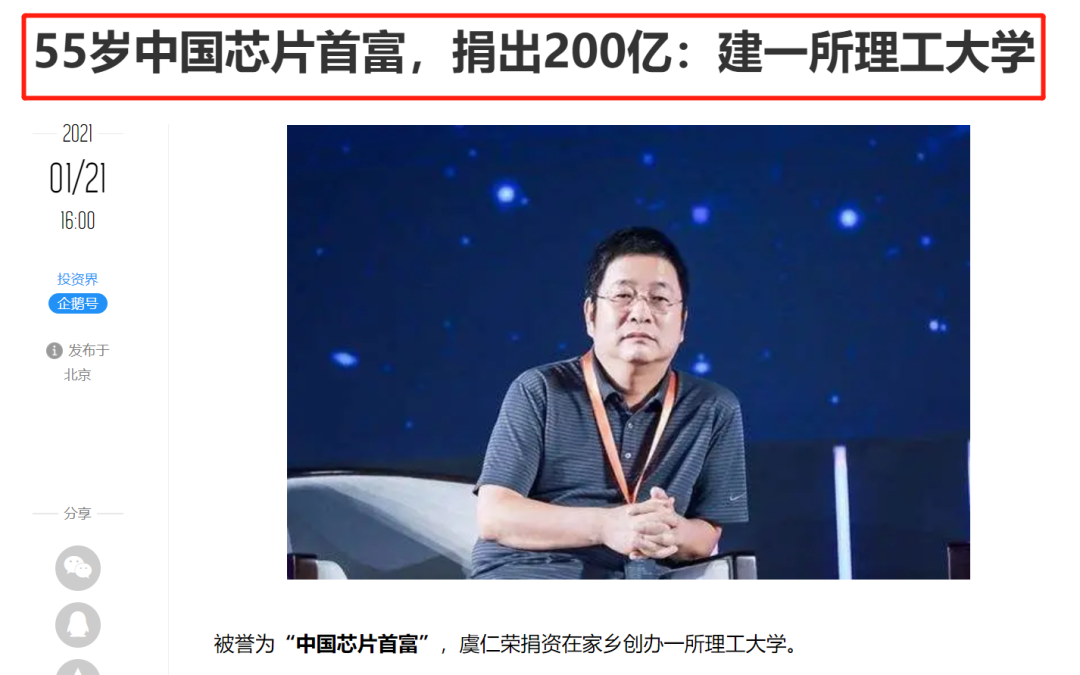 55岁中国芯片首富，捐出200亿：建一所理工大学
2021
01/21
16:00
投资界
企鹅号
发布于
北京
分享
被誉为“中国芯片首富”，虞仁荣捐资在家乡创办一所理工大学。